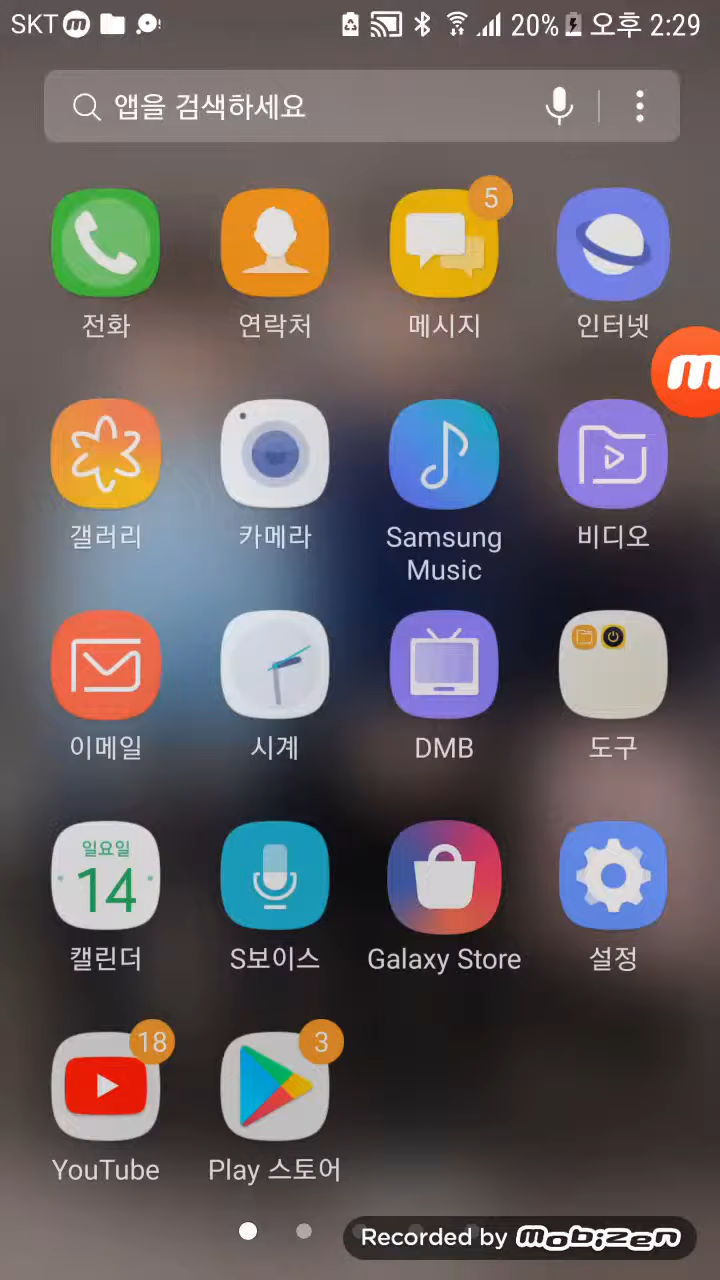 SKT 20% 오후 2:29
앱을 검색하세요
5
전화 연락처 메시지 인터넷
m
갤러리 카메라 Samsung Music 비디오
이메일 시계 DMB 도구
일요일
14
캘린더 S보이스 Galaxy Store 설정
18 3
YouTube Play 스토어
Recorded by mobizen